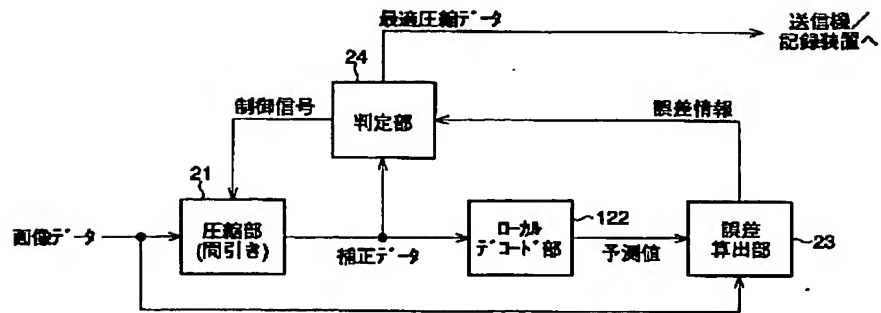 最適圧縮データ
送信機/
記録装置へ
24
制御信号
判定部
誤差情報
21
画像データ
圧縮部
(間引き)
補正データ
ローカル
デコード部
122
予測値
誤差
算出部
23